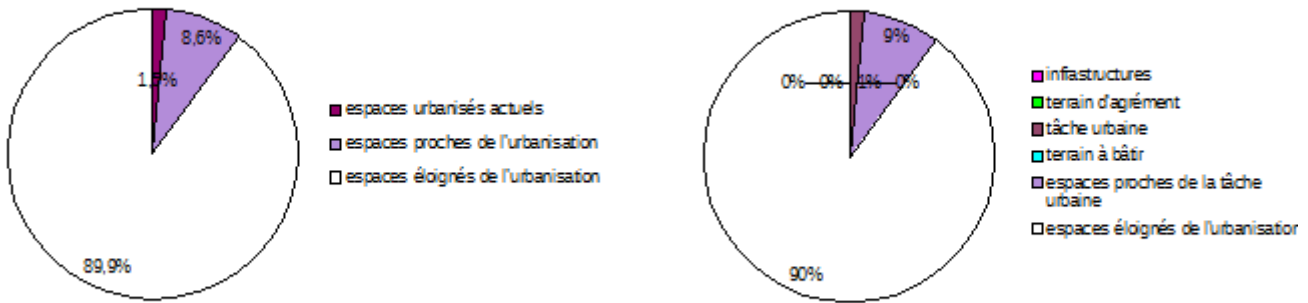 8,6%
1,5%
89,9%
espaces urbanisés actuels
espaces proches de l'urbanisation
espaces éloignés de l'urbanisation
9%
0%
0%
1%
0%
90%
infrastructures
terrain d'agrément
tâche urbaine
terrain à bâtir
espaces proches de la tâche
urbaine
espaces éloignés de l'urbanisation